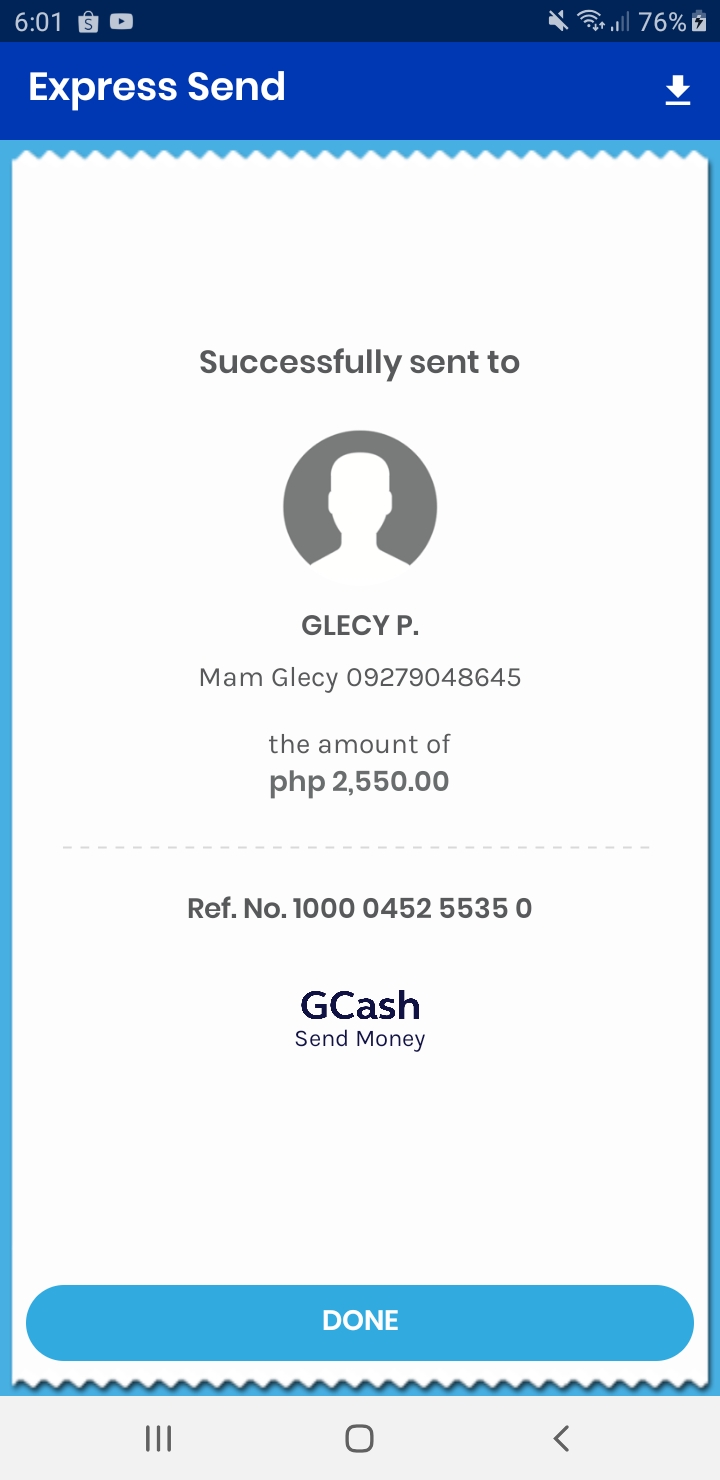 6:01
76%
Express Send
Successfully sent to
GLECY P.
Mam Glecy 09279048645
the amount of
php 2,550.00
Ref. No. 1000 0452 5535 0
GCash
Send Money
DONE